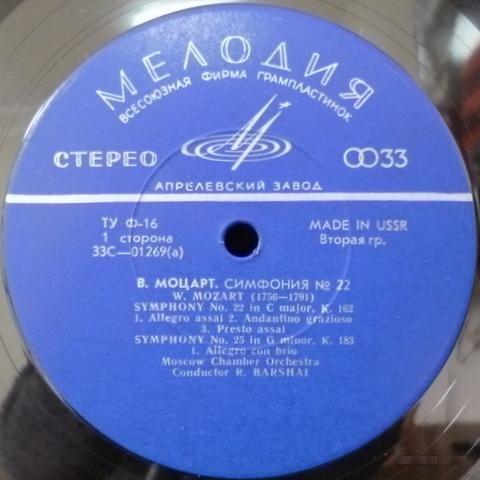 МЕЛОДИЯ
ВСЕСОЮЗНАЯ ФИРМА ГРАМПЛАСТИНОК
СТЕРЕО 33
АПРЕЛЕВСКИЙ ЗАВОД
ТУ Ф-16 MADE IN USSR
1 сторона Вторая гр.
33С—01269(а)
В. МОЦАРТ. СИМФОНИЯ № 22
W. MOZART (1756—1791)
SYMPHONY No. 22 in C major, K. 162
1. Allegro assai 2. Andantino grazioso
3. Presto assai
SYMPHONY No. 25 in G minor, K. 183
1. Allegro con brio
Moscow Chamber Orchestra
Conductor R. BARSHAI